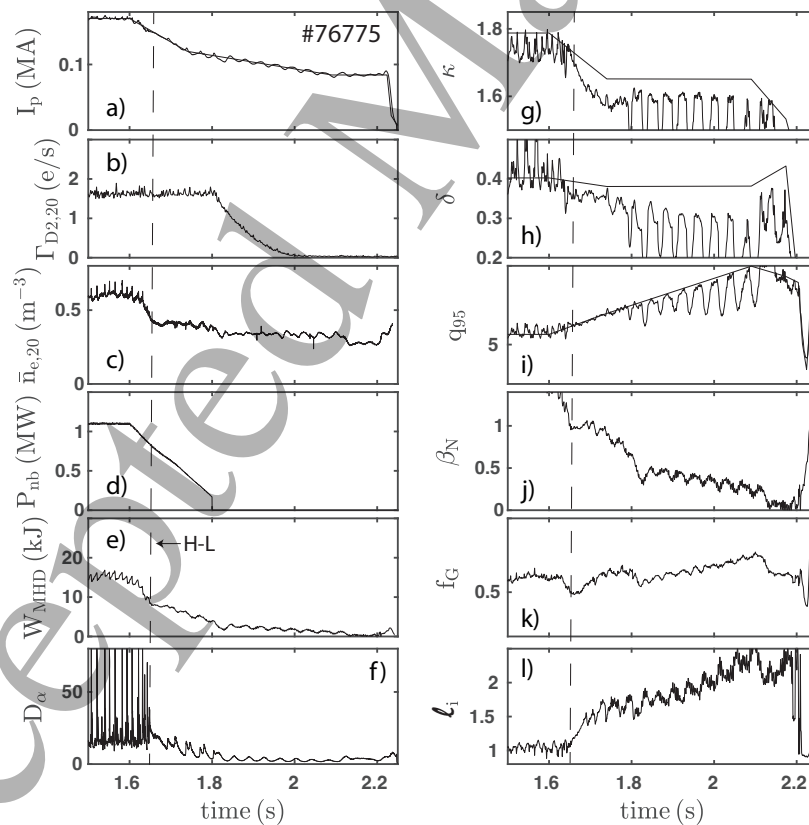 #76775
I_p (MA)
0.1
0
a)
Γ_D2,20 (e/s)
2
1
0
b)
n̄_e,20 (m⁻³)
0.5
0
c)
P_nb (MW)
1
0.5
0
d)
W_MHD (kJ)
20
10
0
e)
H-L
D_α
50
0
f)
1.6 1.8 2 2.2
time (s)
κ
1.8
1.6
g)
δ
0.4
0.3
0.2
h)
q_95
5
i)
β_N
1
0.5
0
j)
f_G
0.5
k)
ℓ_i
2
1.5
1
l)
1.6 1.8 2 2.2
time (s)
cepted M